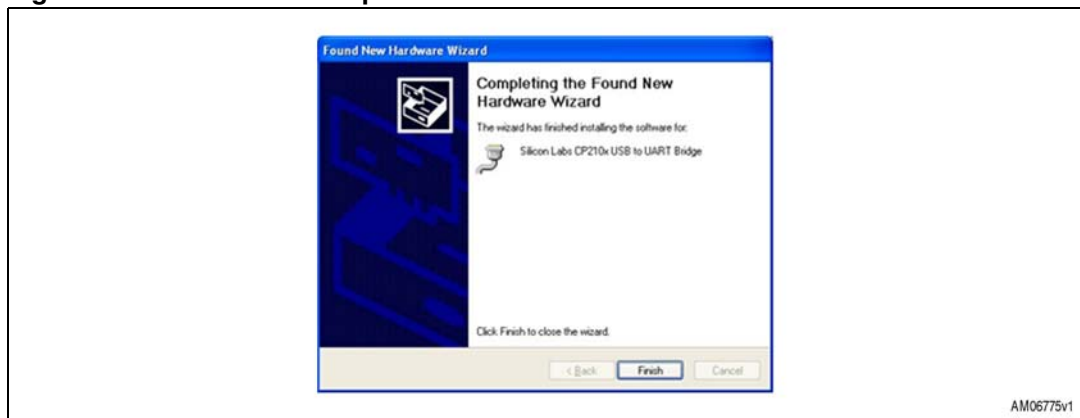 Found New Hardware Wizard
Completing the Found New
Hardware Wizard
The wizard has finished installing the software for:
Silicon Labs CP210x USB to UART Bridge
Click Finish to close the wizard.
< Back Finish Cancel
AM06775v1